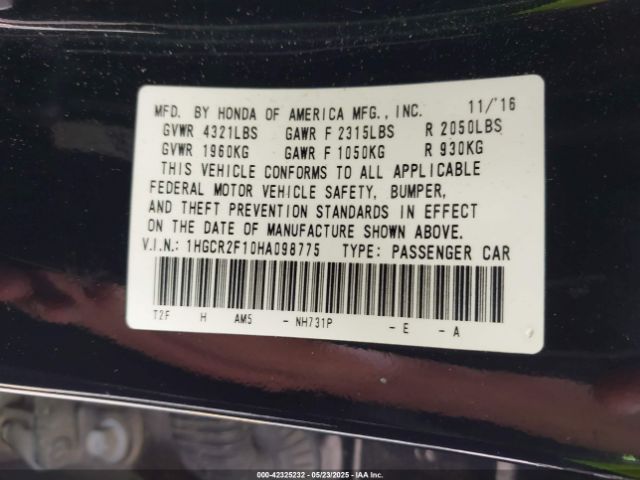 MFD. BY HONDA OF AMERICA MFG., INC. 11/'16
GVWR 4321LBS GAWR F 2315LBS R 2050LBS
GVWR 1960KG GAWR F 1050KG R 930KG
THIS VEHICLE CONFORMS TO ALL APPLICABLE
FEDERAL MOTOR VEHICLE SAFETY, BUMPER,
AND THEFT PREVENTION STANDARDS IN EFFECT
ON THE DATE OF MANUFACTURE SHOWN ABOVE.
V.I.N.: 1HGCR2F10HA098775 TYPE: PASSENGER CAR
T2F H AM5 - NH731P - E - A
000-42325232 - 05/23/2025 - IAA Inc.